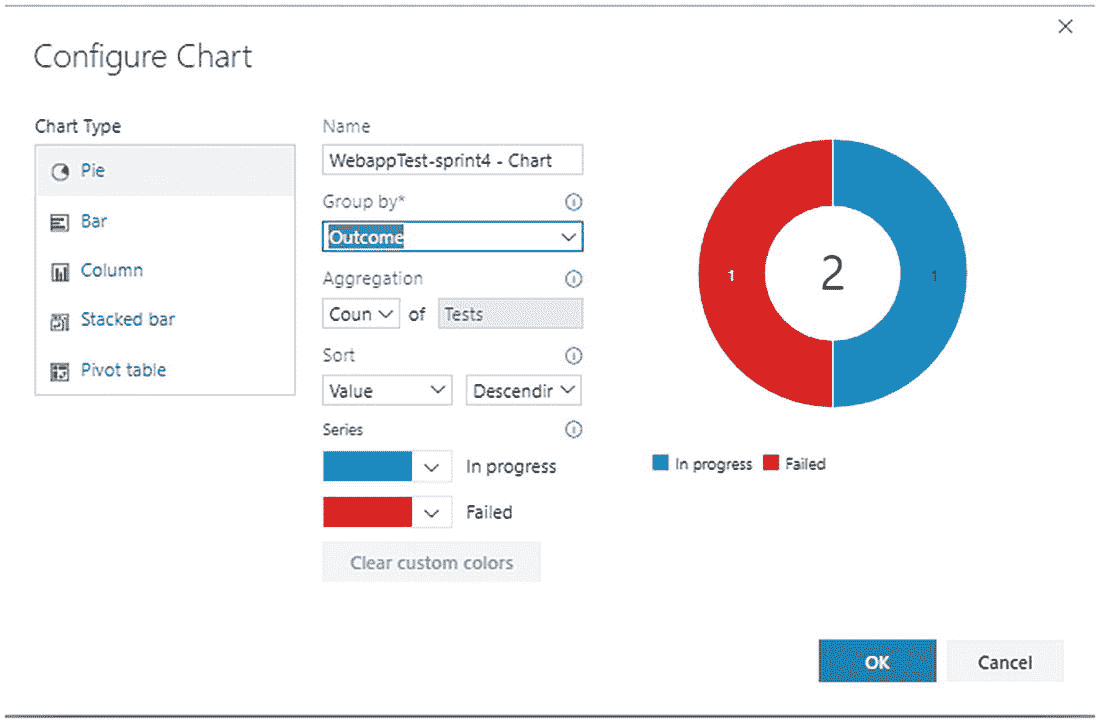 Configure Chart
Chart Type
Pie
Bar
Column
Stacked bar
Pivot table
Name
WebappTest-sprint4 - Chart
Group by*
Outcome
Aggregation
Coun of Tests
Sort
Value Descendir
Series
In progress
Failed
Clear custom colors
1 2 1
In progress Failed
OK Cancel